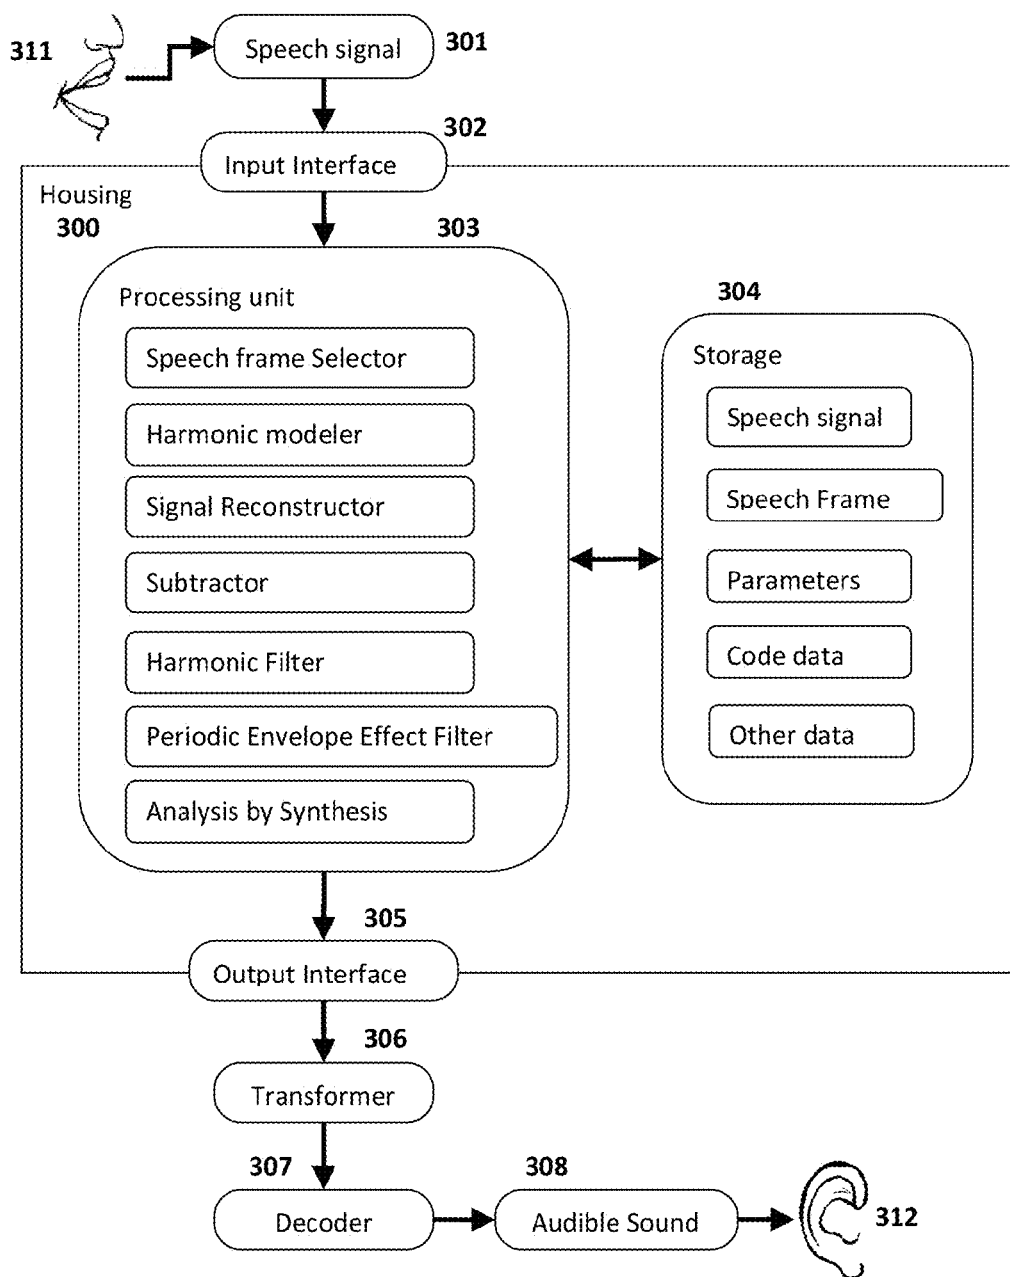 311
Speech signal
301
302
Input Interface
Housing
300
303
Processing unit
Speech frame Selector
Harmonic modeler
Signal Reconstructor
Subtractor
Harmonic Filter
Periodic Envelope Effect Filter
Analysis by Synthesis
304
Storage
Speech signal
Speech Frame
Parameters
Code data
Other data
305
Output Interface
306
Transformer
307
Decoder
308
Audible Sound
312